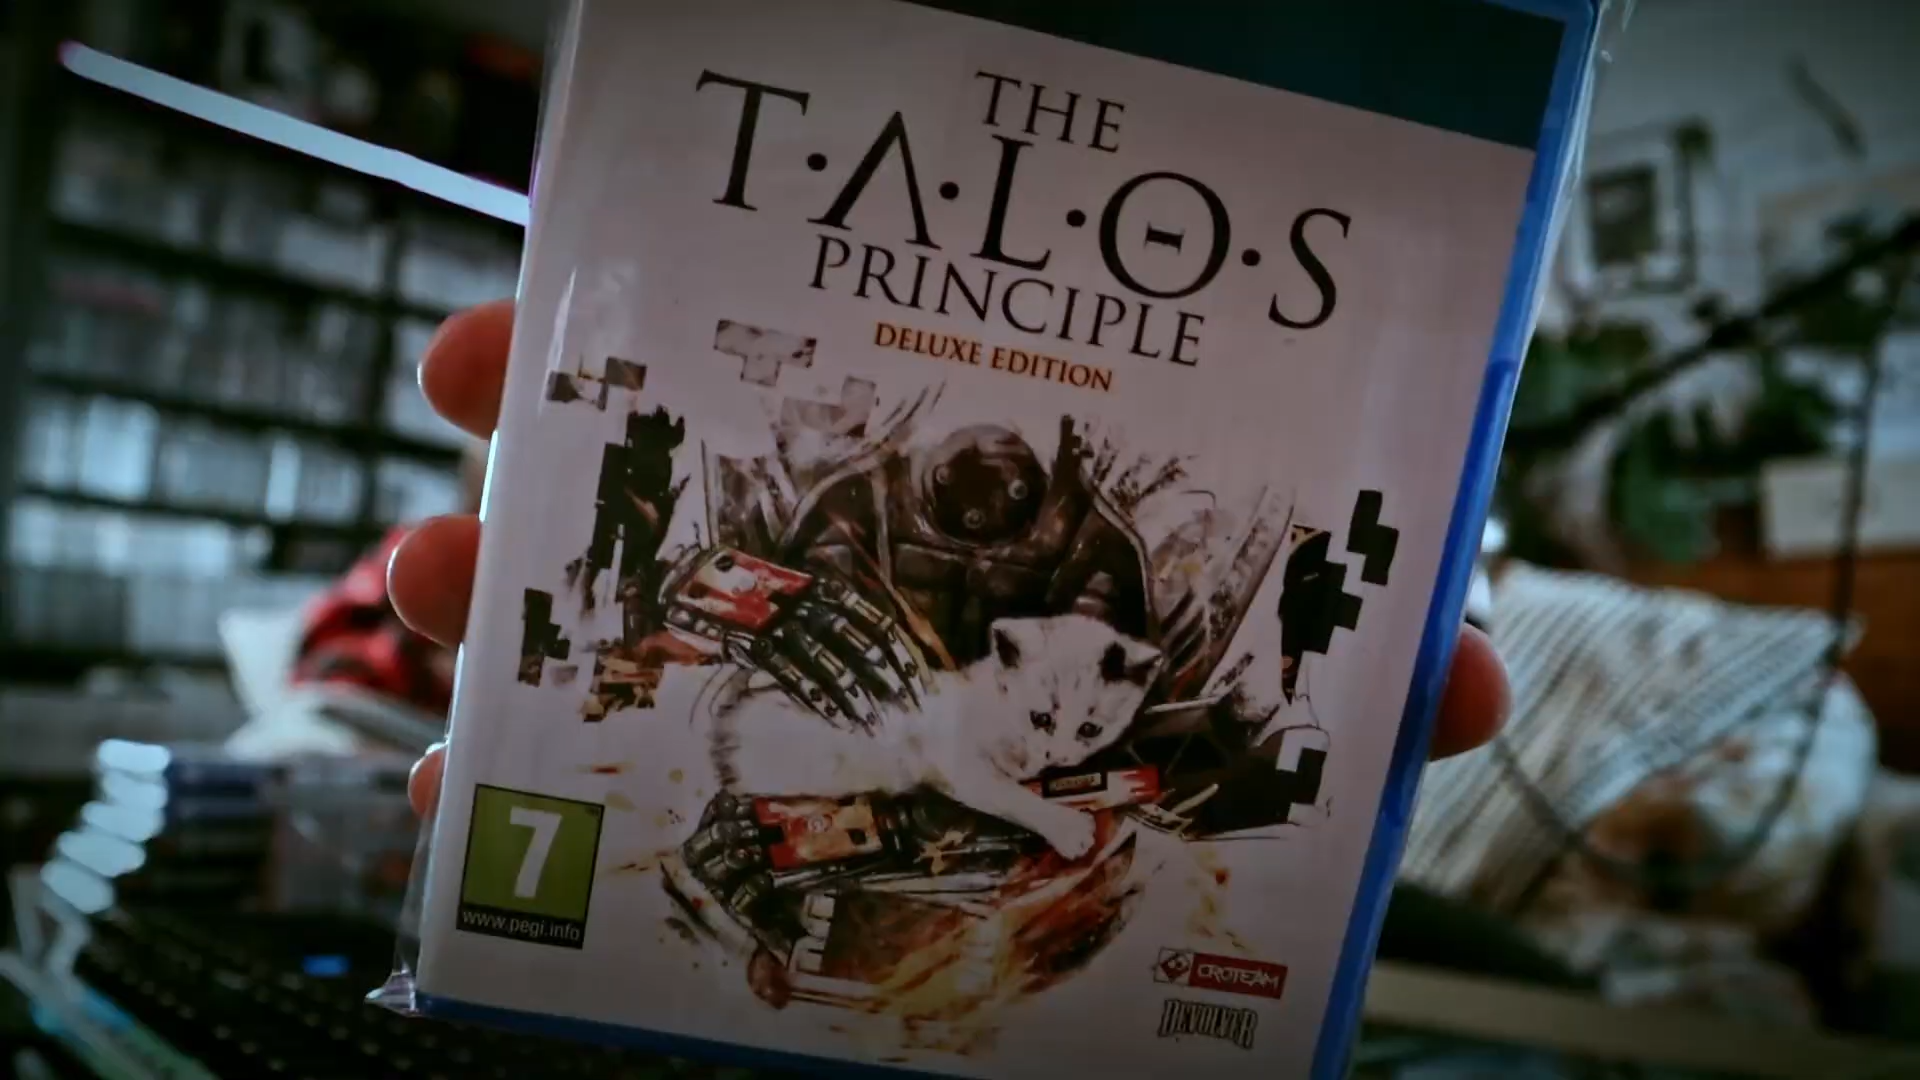 THE
T·A·L·O·S
PRINCIPLE
DELUXE EDITION
7
www.pegi.info
CROTEAM
DEVOLVER